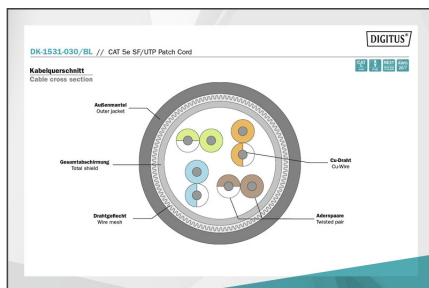 DIGITUS®
DK-1531-030/BL // CAT 5e SF/UTP Patch Cord
Kabelquerschnitt
Cable cross section
Außenmantel
Outer jacket
Gesamtabschirmung
Total shield
Drahtgeflecht
Wire mesh
Cu-Draht
Cu-Wire
Adernpaare
Twisted pair